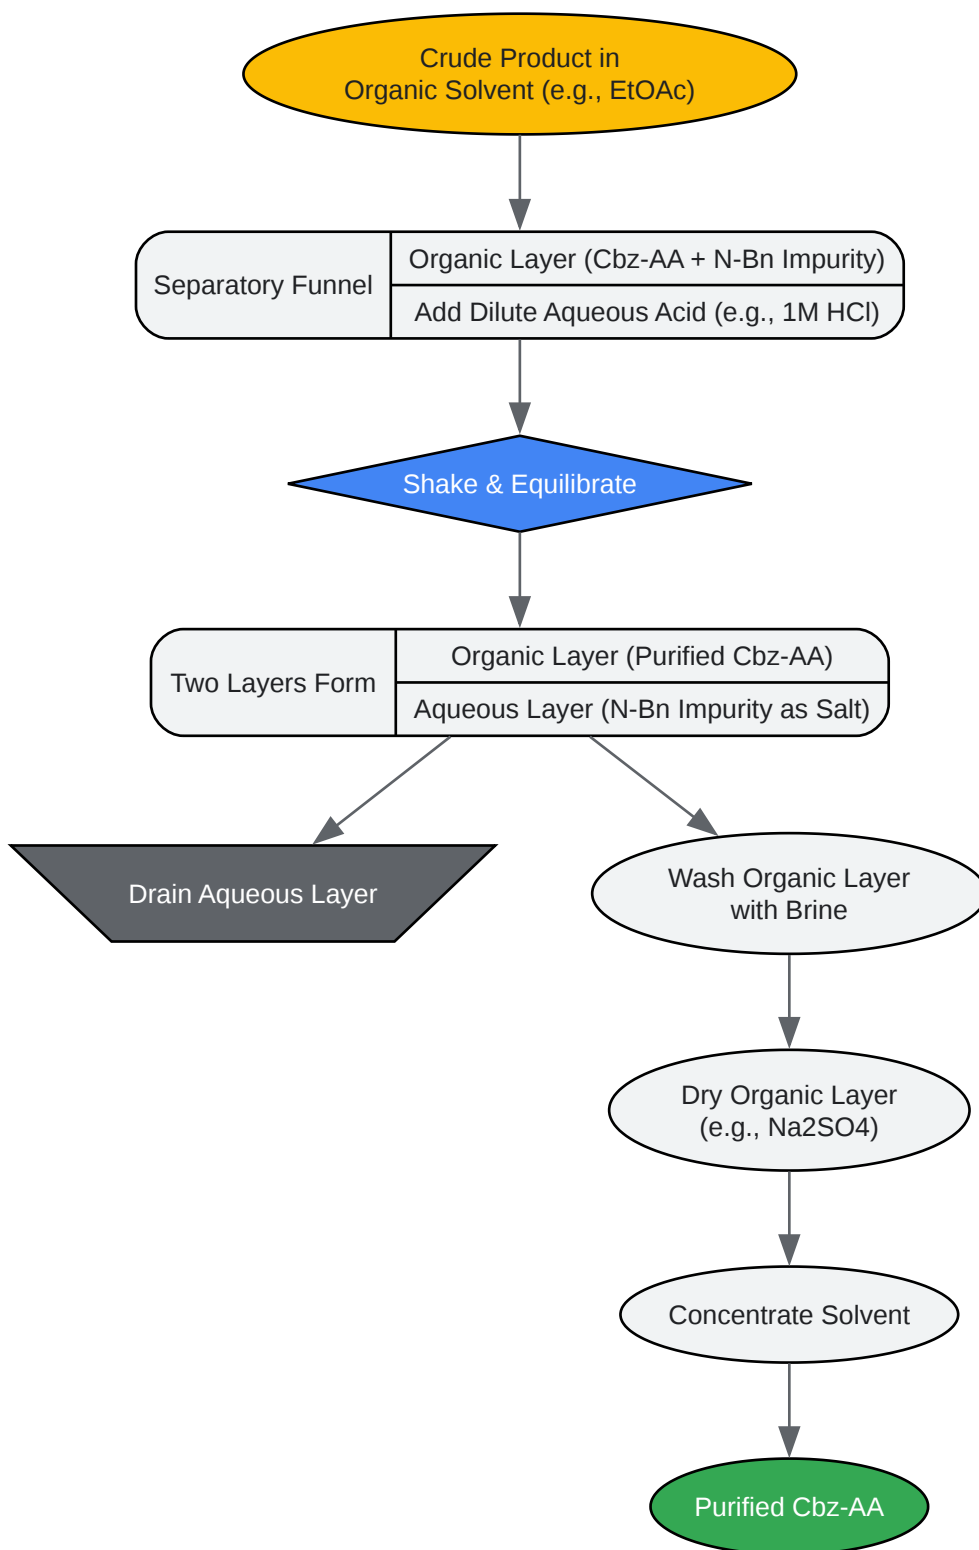 Crude Product in
Organic Solvent (e.g., EtOAc)
Separatory Funnel
Organic Layer (Cbz-AA + N-Bn Impurity)
Add Dilute Aqueous Acid (e.g., 1M HCl)
Shake & Equilibrate
Two Layers Form
Organic Layer (Purified Cbz-AA)
Aqueous Layer (N-Bn Impurity as Salt)
Drain Aqueous Layer
Wash Organic Layer
with Brine
Dry Organic Layer
(e.g., Na2SO4)
Concentrate Solvent
Purified Cbz-AA